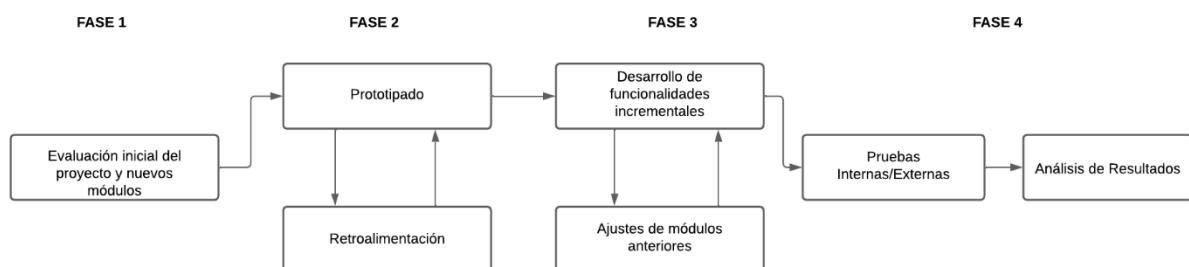 FASE 1
FASE 2
FASE 3
FASE 4
Evaluación inicial del
proyecto y nuevos
módulos
Prototipado
Retroalimentación
Desarrollo de
funcionalidades
incrementales
Ajustes de módulos
anteriores
Pruebas
Internas/Externas
Análisis de Resultados